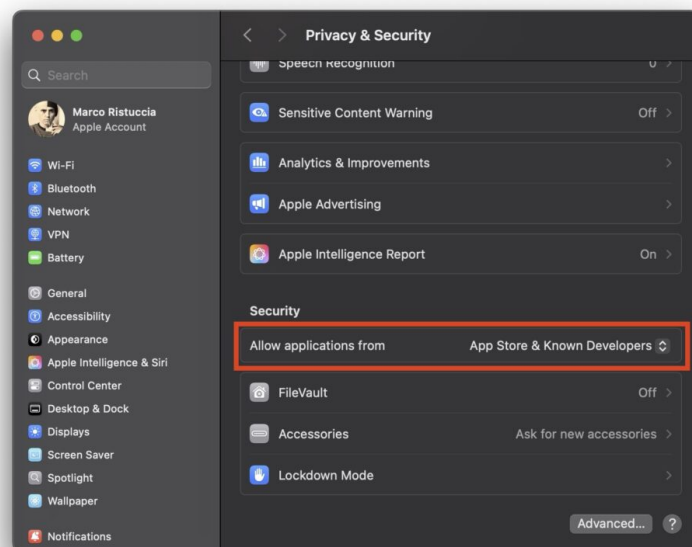 Privacy & Security
Search
Marco Ristuccia
Apple Account
Wi-Fi
Bluetooth
Network
VPN
Battery
General
Accessibility
Appearance
Apple Intelligence & Siri
Control Center
Desktop & Dock
Displays
Screen Saver
Spotlight
Wallpaper
Notifications
Speech Recognition 0
Sensitive Content Warning Off
Analytics & Improvements
Apple Advertising
Apple Intelligence Report On
Security
Allow applications from App Store & Known Developers
FileVault Off
Accessories Ask for new accessories
Lockdown Mode
Advanced... ?